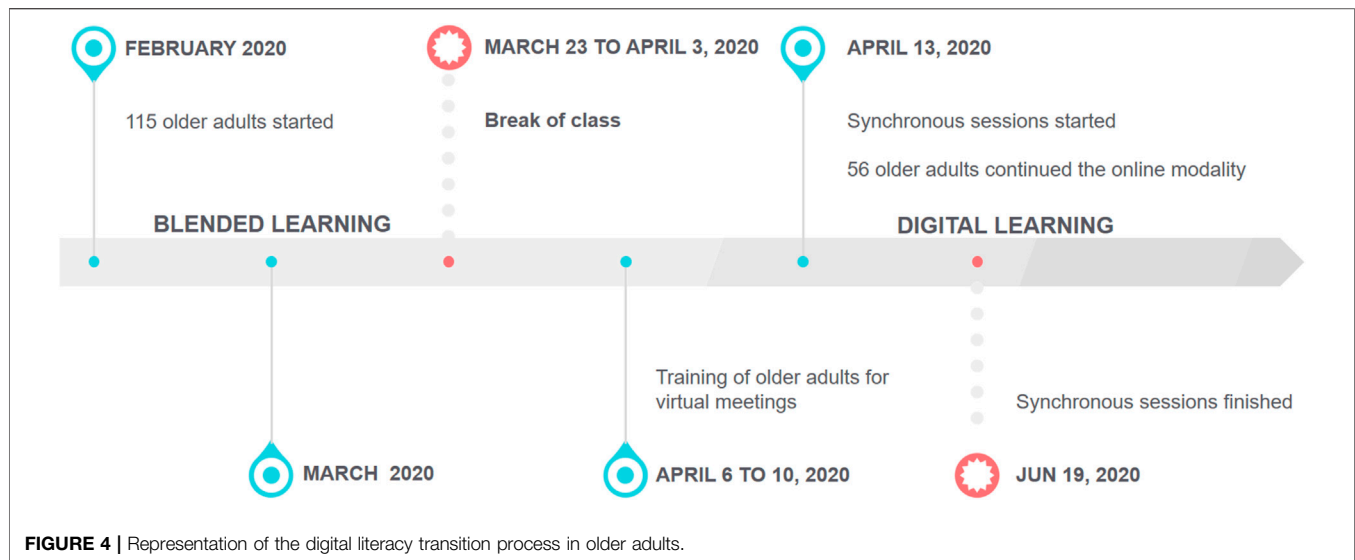 FEBRUARY 2020
MARCH 23 TO APRIL 3, 2020
APRIL 13, 2020
115 older adults started
Break of class
Synchronous sessions started
56 older adults continued the online modality
BLENDED LEARNING
DIGITAL LEARNING
Training of older adults for
virtual meetings
Synchronous sessions finished
MARCH 2020
APRIL 6 TO 10, 2020
JUN 19, 2020
FIGURE 4 | Representation of the digital literacy transition process in older adults.